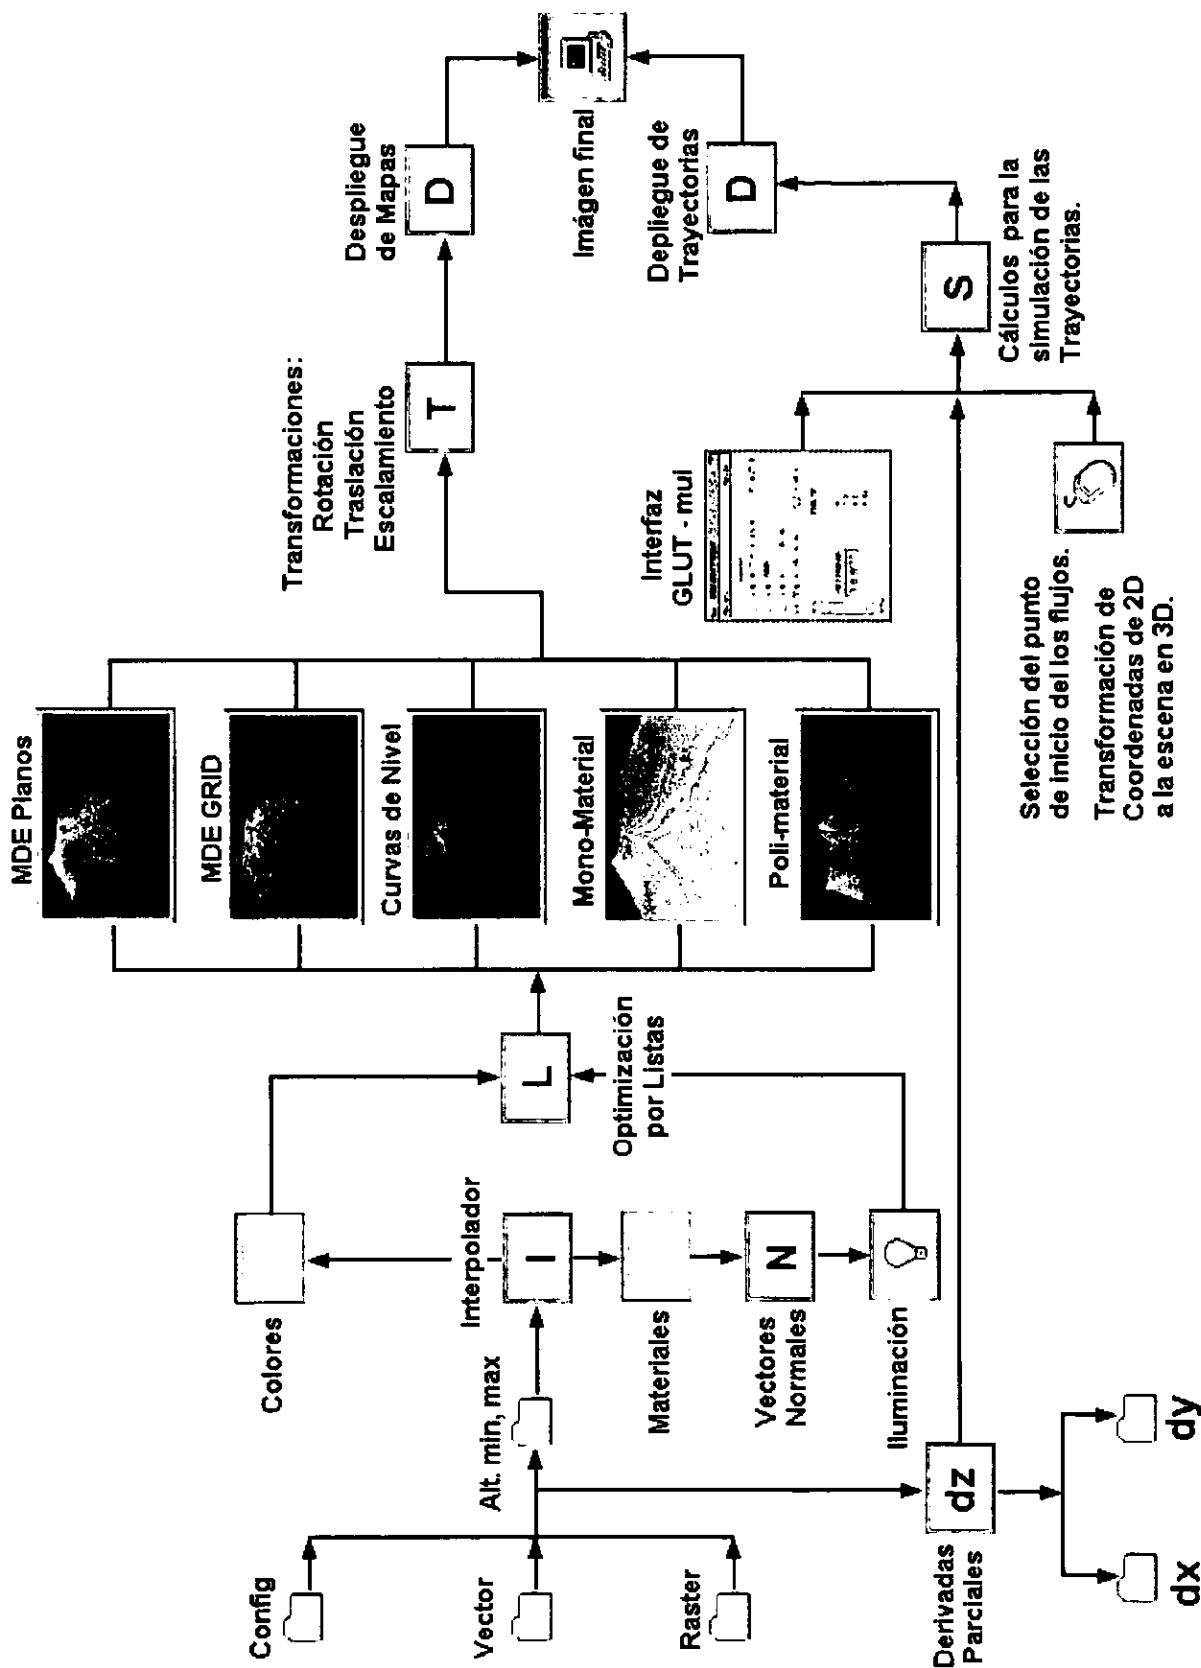 Config
Vector
Raster
Alt. min, max
Derivadas
Parciales
dz
dx
dy
Colores
Interpolador
I
Materiales
Vectores
Normales
N
Iluminación
L
Optimización
por Listas
MDE Planos
MDE GRID
Curvas de Nivel
Mono-Material
Poli-material
Transformaciones:
Rotación
Traslación
Escalamiento
T
Interfaz
GLUT - mui
Selección del punto
de inicio del los flujos.
Transformación de
Coordenadas de 2D
a la escena en 3D.
S
Cálculos para la
simulación de las
Trayectorias.
Despliegue
de Mapas
D
Imágen final
Depliegue de
Trayectorias
D